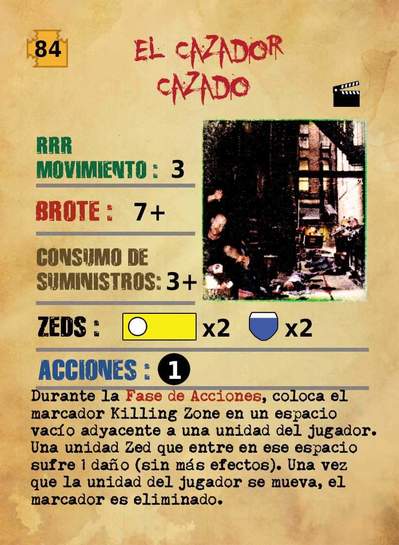 84
EL CAZADOR
CAZADO
RRR
MOVIMIENTO : 3
BROTE : 7+
CONSUMO DE
SUMINISTROS: 3+
ZEDS : x2 x2
ACCIONES : 1
Durante la Fase de Acciones, coloca el
marcador Killing Zone en un espacio
vacío adyacente a una unidad del jugador.
Una unidad Zed que entre en ese espacio
sufre 1 daño (sin más efectos). Una vez
que la unidad del jugador se mueva, el
marcador es eliminado.